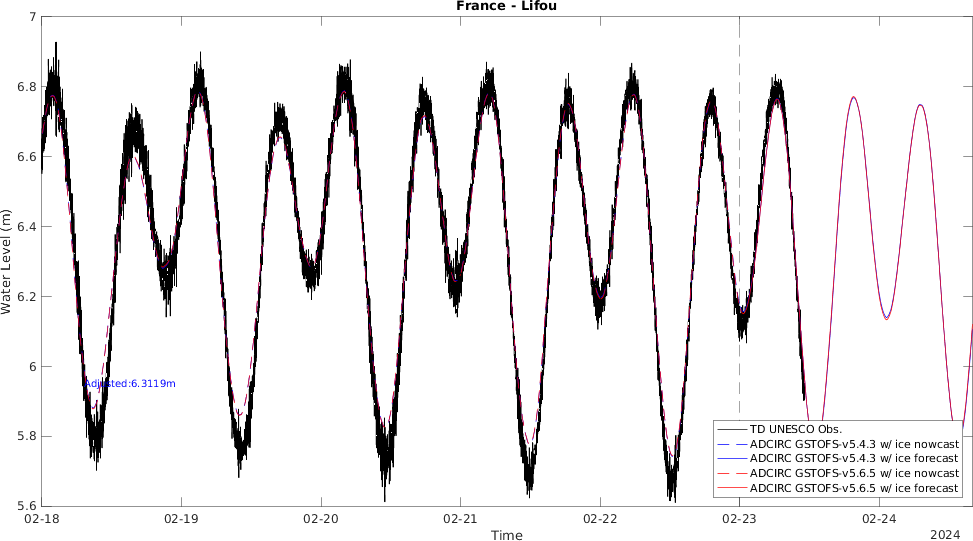 France - Lifou
7
6.8
6.6
6.4
6.2
6
5.8
5.6
Water Level (m)
Adjusted:6.3119m
TD UNESCO Obs.
ADCIRC GSTOFS-v5.4.3 w/ ice nowcast
ADCIRC GSTOFS-v5.4.3 w/ ice forecast
ADCIRC GSTOFS-v5.6.5 w/ ice nowcast
ADCIRC GSTOFS-v5.6.5 w/ ice forecast
02-18 02-19 02-20 02-21 02-22 02-23 02-24
Time
2024